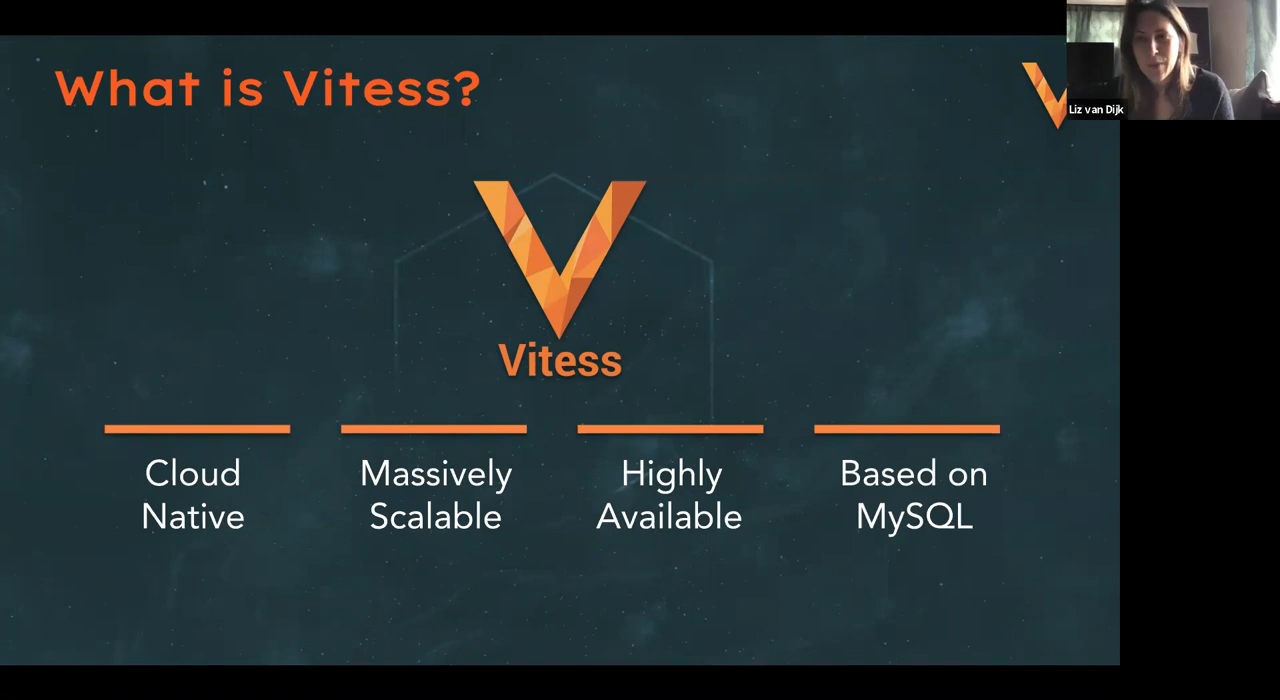 What is Vitess?
Liz van Dijk
Vitess
Cloud
Native
Massively
Scalable
Highly
Available
Based on
MySQL